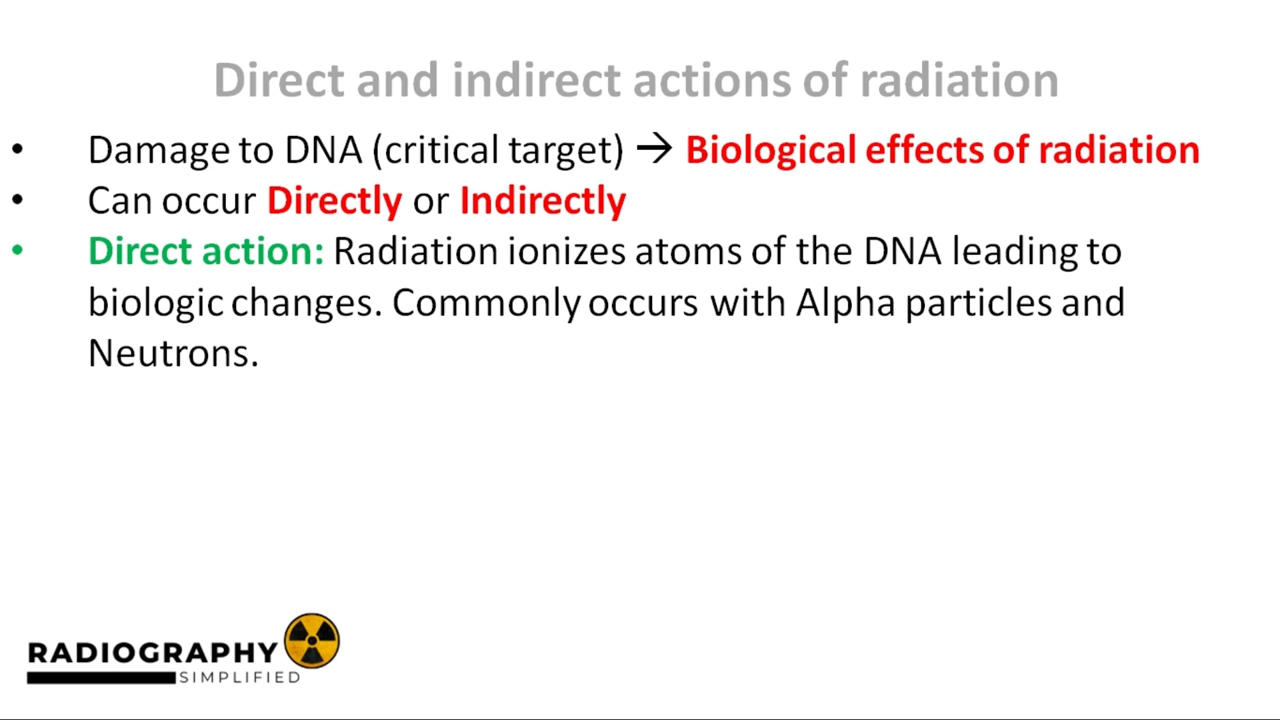 Direct and indirect actions of radiation
• Damage to DNA (critical target) → Biological effects of radiation
• Can occur Directly or Indirectly
• Direct action: Radiation ionizes atoms of the DNA leading to
biologic changes. Commonly occurs with Alpha particles and
Neutrons.
RADIOGRAPHY
SIMPLIFIED